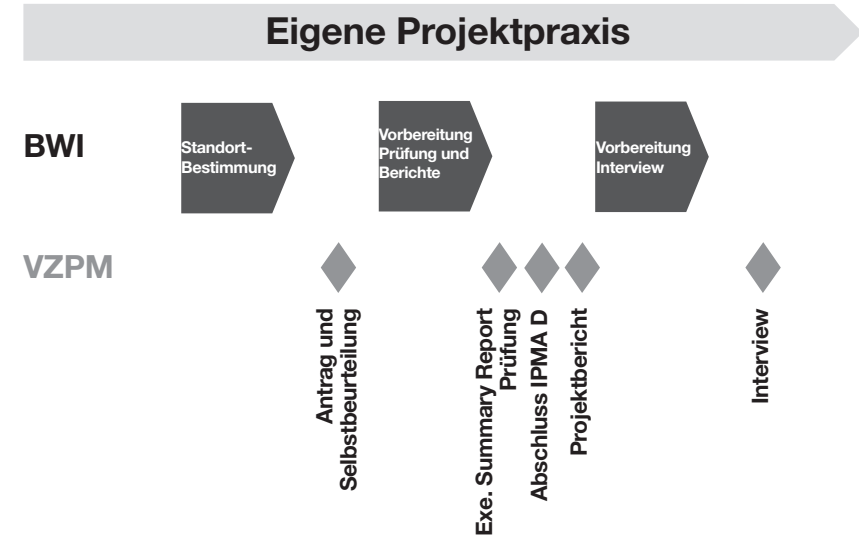 Eigene Projektpraxis
BWI
Standort-
Bestimmung
Vorbereitung
Prüfung und
Berichte
Vorbereitung
Interview
VZPM
Antrag und
Selbstbeurteilung
Exe. Summary Report
Prüfung
Abschluss IPMA D
Projektbericht
Interview